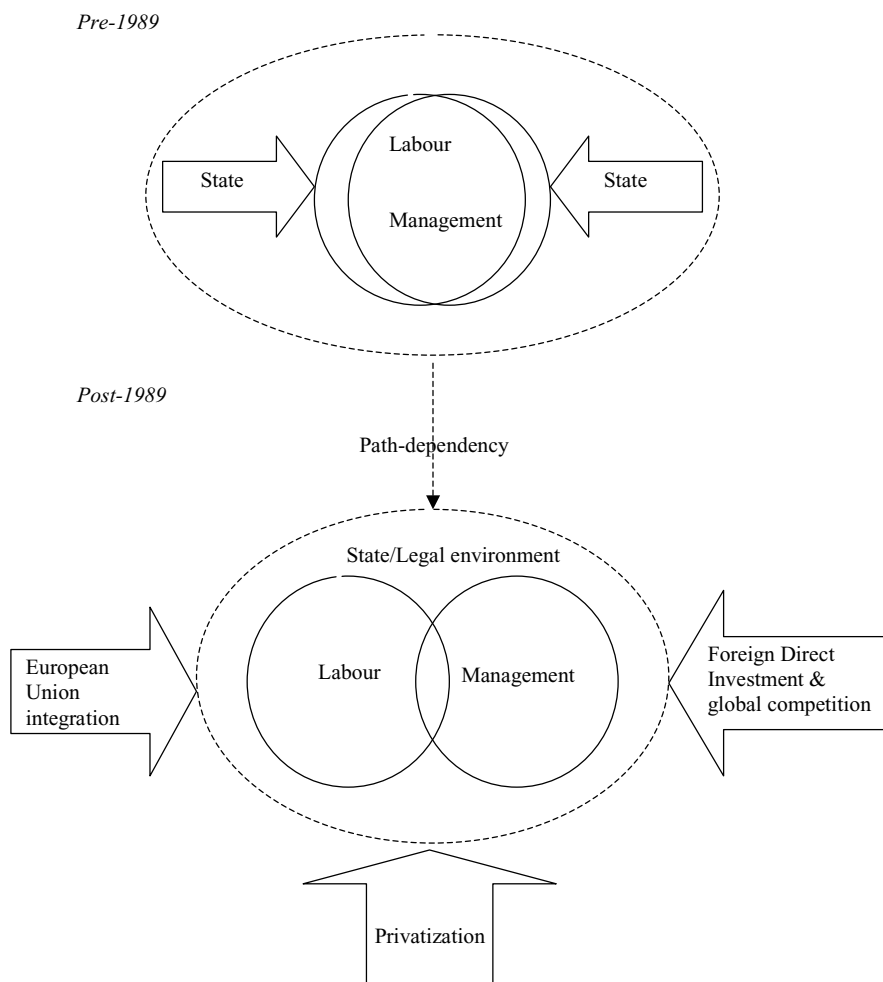 Pre-1989
Labour
State
State
Management
Post-1989
Path-dependency
State/Legal environment
European
Union
integration
Labour
Management
Foreign Direct
Investment &
global competition
Privatization